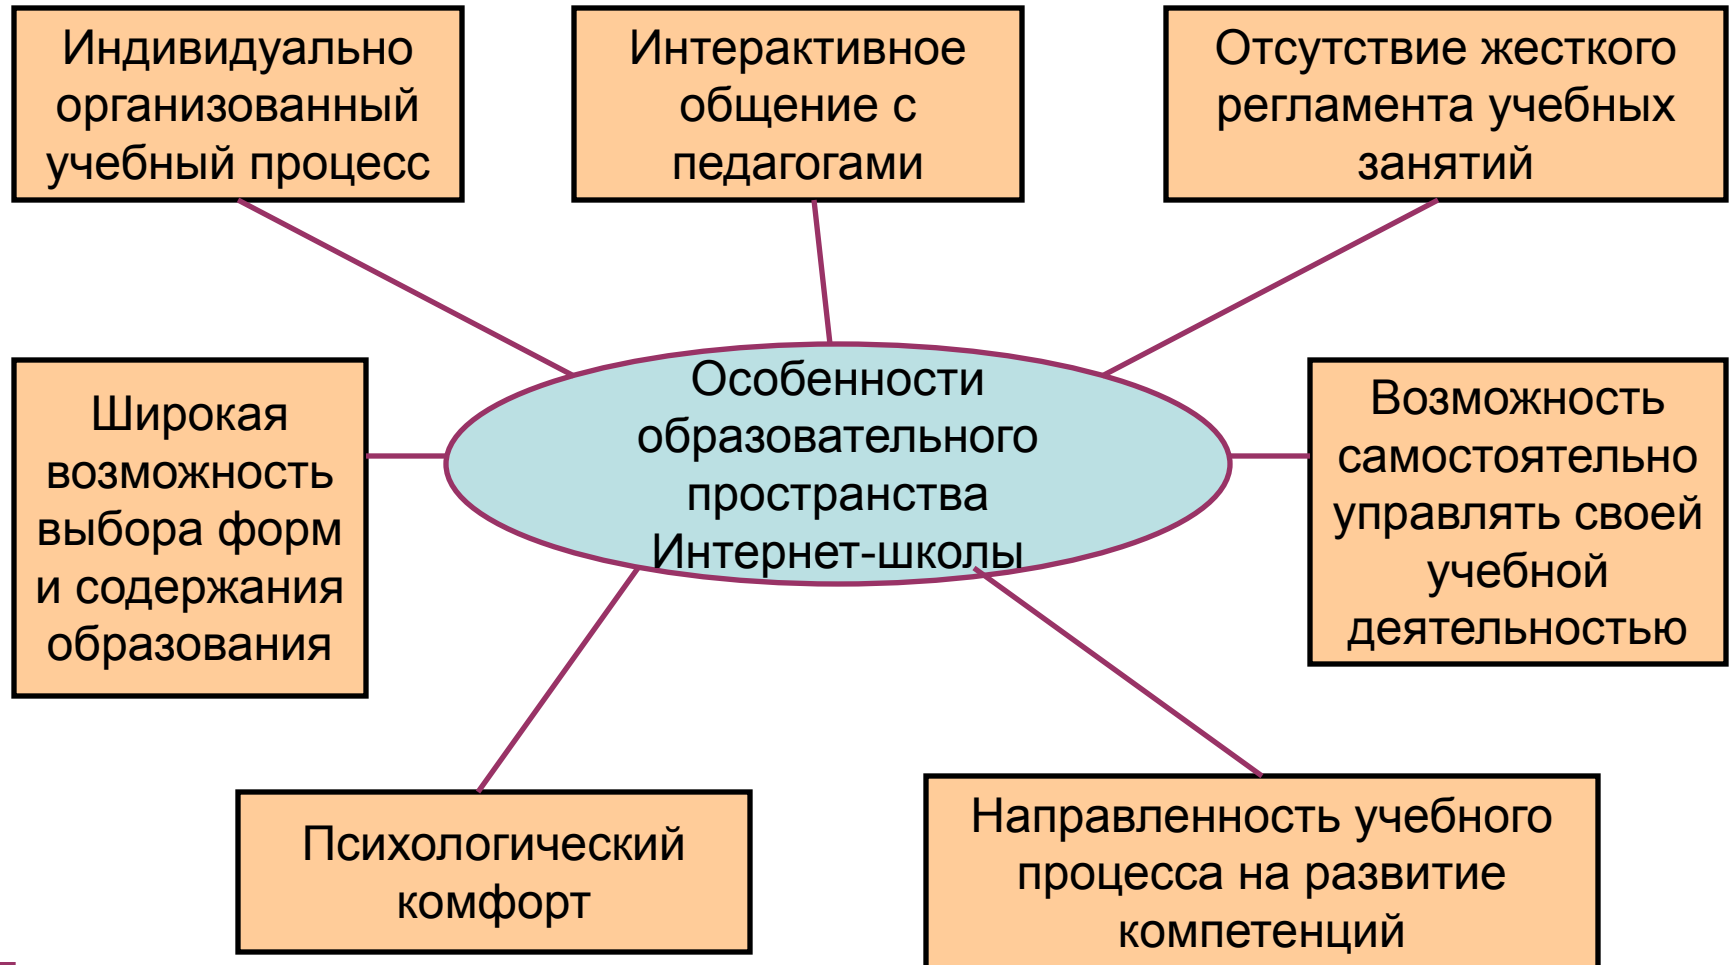 Индивидуально
организованный
учебный процесс
Интерактивное
общение с
педагогами
Отсутствие жесткого
регламента учебных
занятий
Широкая
возможность
выбора форм
и содержания
образования
Особенности
образовательного
пространства
Интернет-школы
Возможность
самостоятельно
управлять своей
учебной
деятельностью
Психологический
комфорт
Направленность учебного
процесса на развитие
компетенций